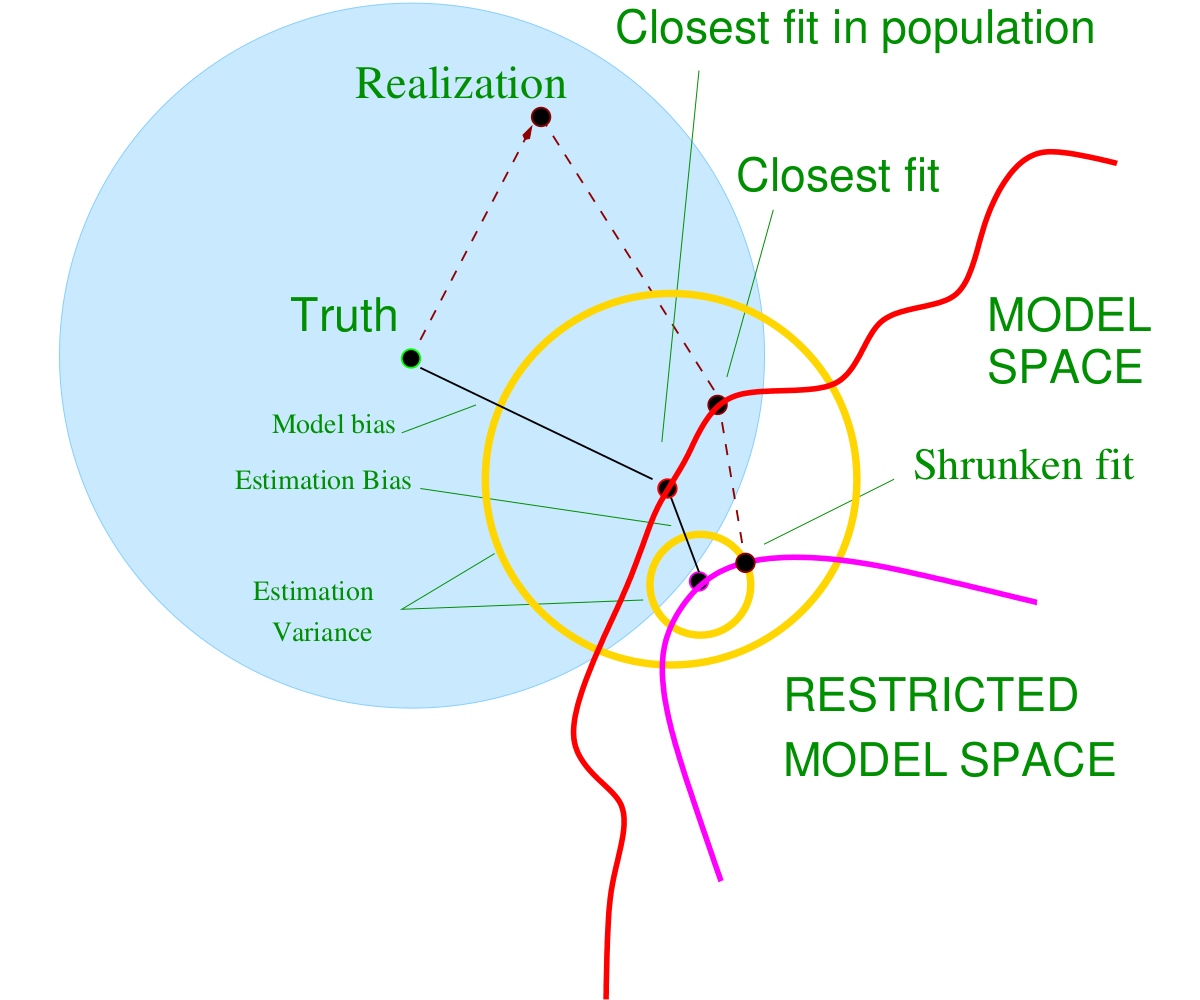 Closest fit in population
Realization
Closest fit
Truth
MODEL
SPACE
Model bias
Shrunken fit
Estimation Bias
Estimation
Variance
RESTRICTED
MODEL SPACE